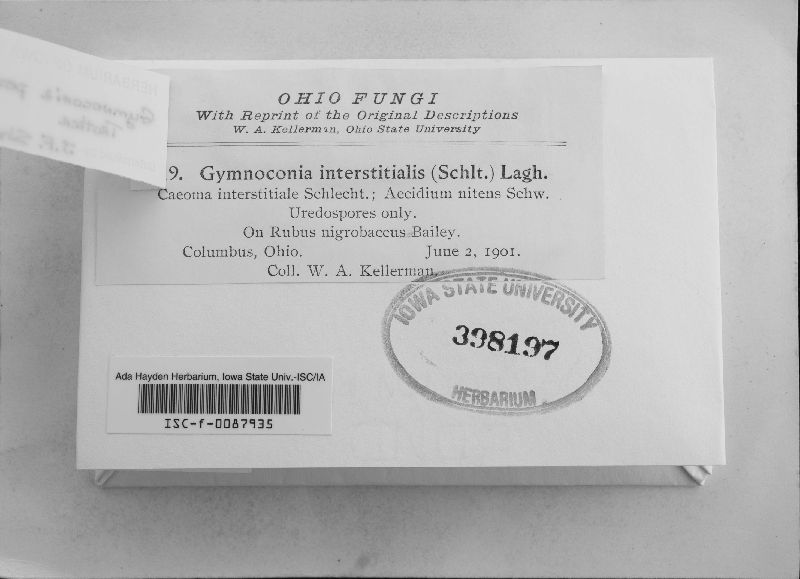 OHIO FUNGI
With Reprint of the Original Descriptions
W. A. Kellerman, Ohio State University
9. Gymnoconia interstitialis (Schlt.) Lagh.
Caeoma interstitiale Schlecht.; Aecidium nitens Schw.
Uredospores only.
On Rubus nigrobaccus Bailey.
Columbus, Ohio. June 2, 1901.
Coll. W. A. Kellerman.
IOWA STATE UNIVERSITY
398197
HERBARIUM
Ada Hayden Herbarium, Iowa State Univ.-ISC/IA
ISC-f-0087935